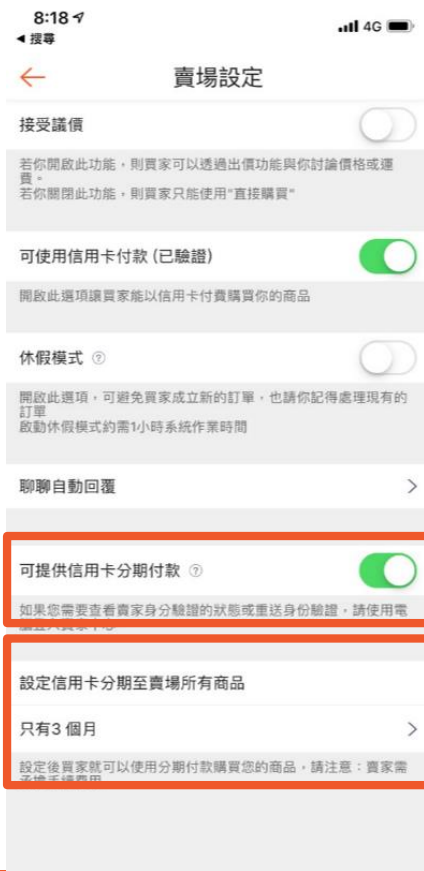 8:18
4G
◀ 搜尋
賣場設定
接受議價
若你開啟此功能，則買家可以透過出價功能與你討論價格或運
費。
若你關閉此功能，則買家只能使用"直接購買"
可使用信用卡付款 (已驗證)
開啟此選項讓買家能以信用卡付費購買你的商品
休假模式 ?
開啟此選項，可避免買家成立新的訂單，也請你記得處理現有的
訂單
啟動休假模式約需1小時系統作業時間
聊聊自動回覆
可提供信用卡分期付款 ?
如果您需要查看賣家身分驗證的狀態或重送身份驗證，請使用電
設定信用卡分期至賣場所有商品
只有3 個月
設定後買家就可以使用分期付款購買您的商品，請注意：賣家需